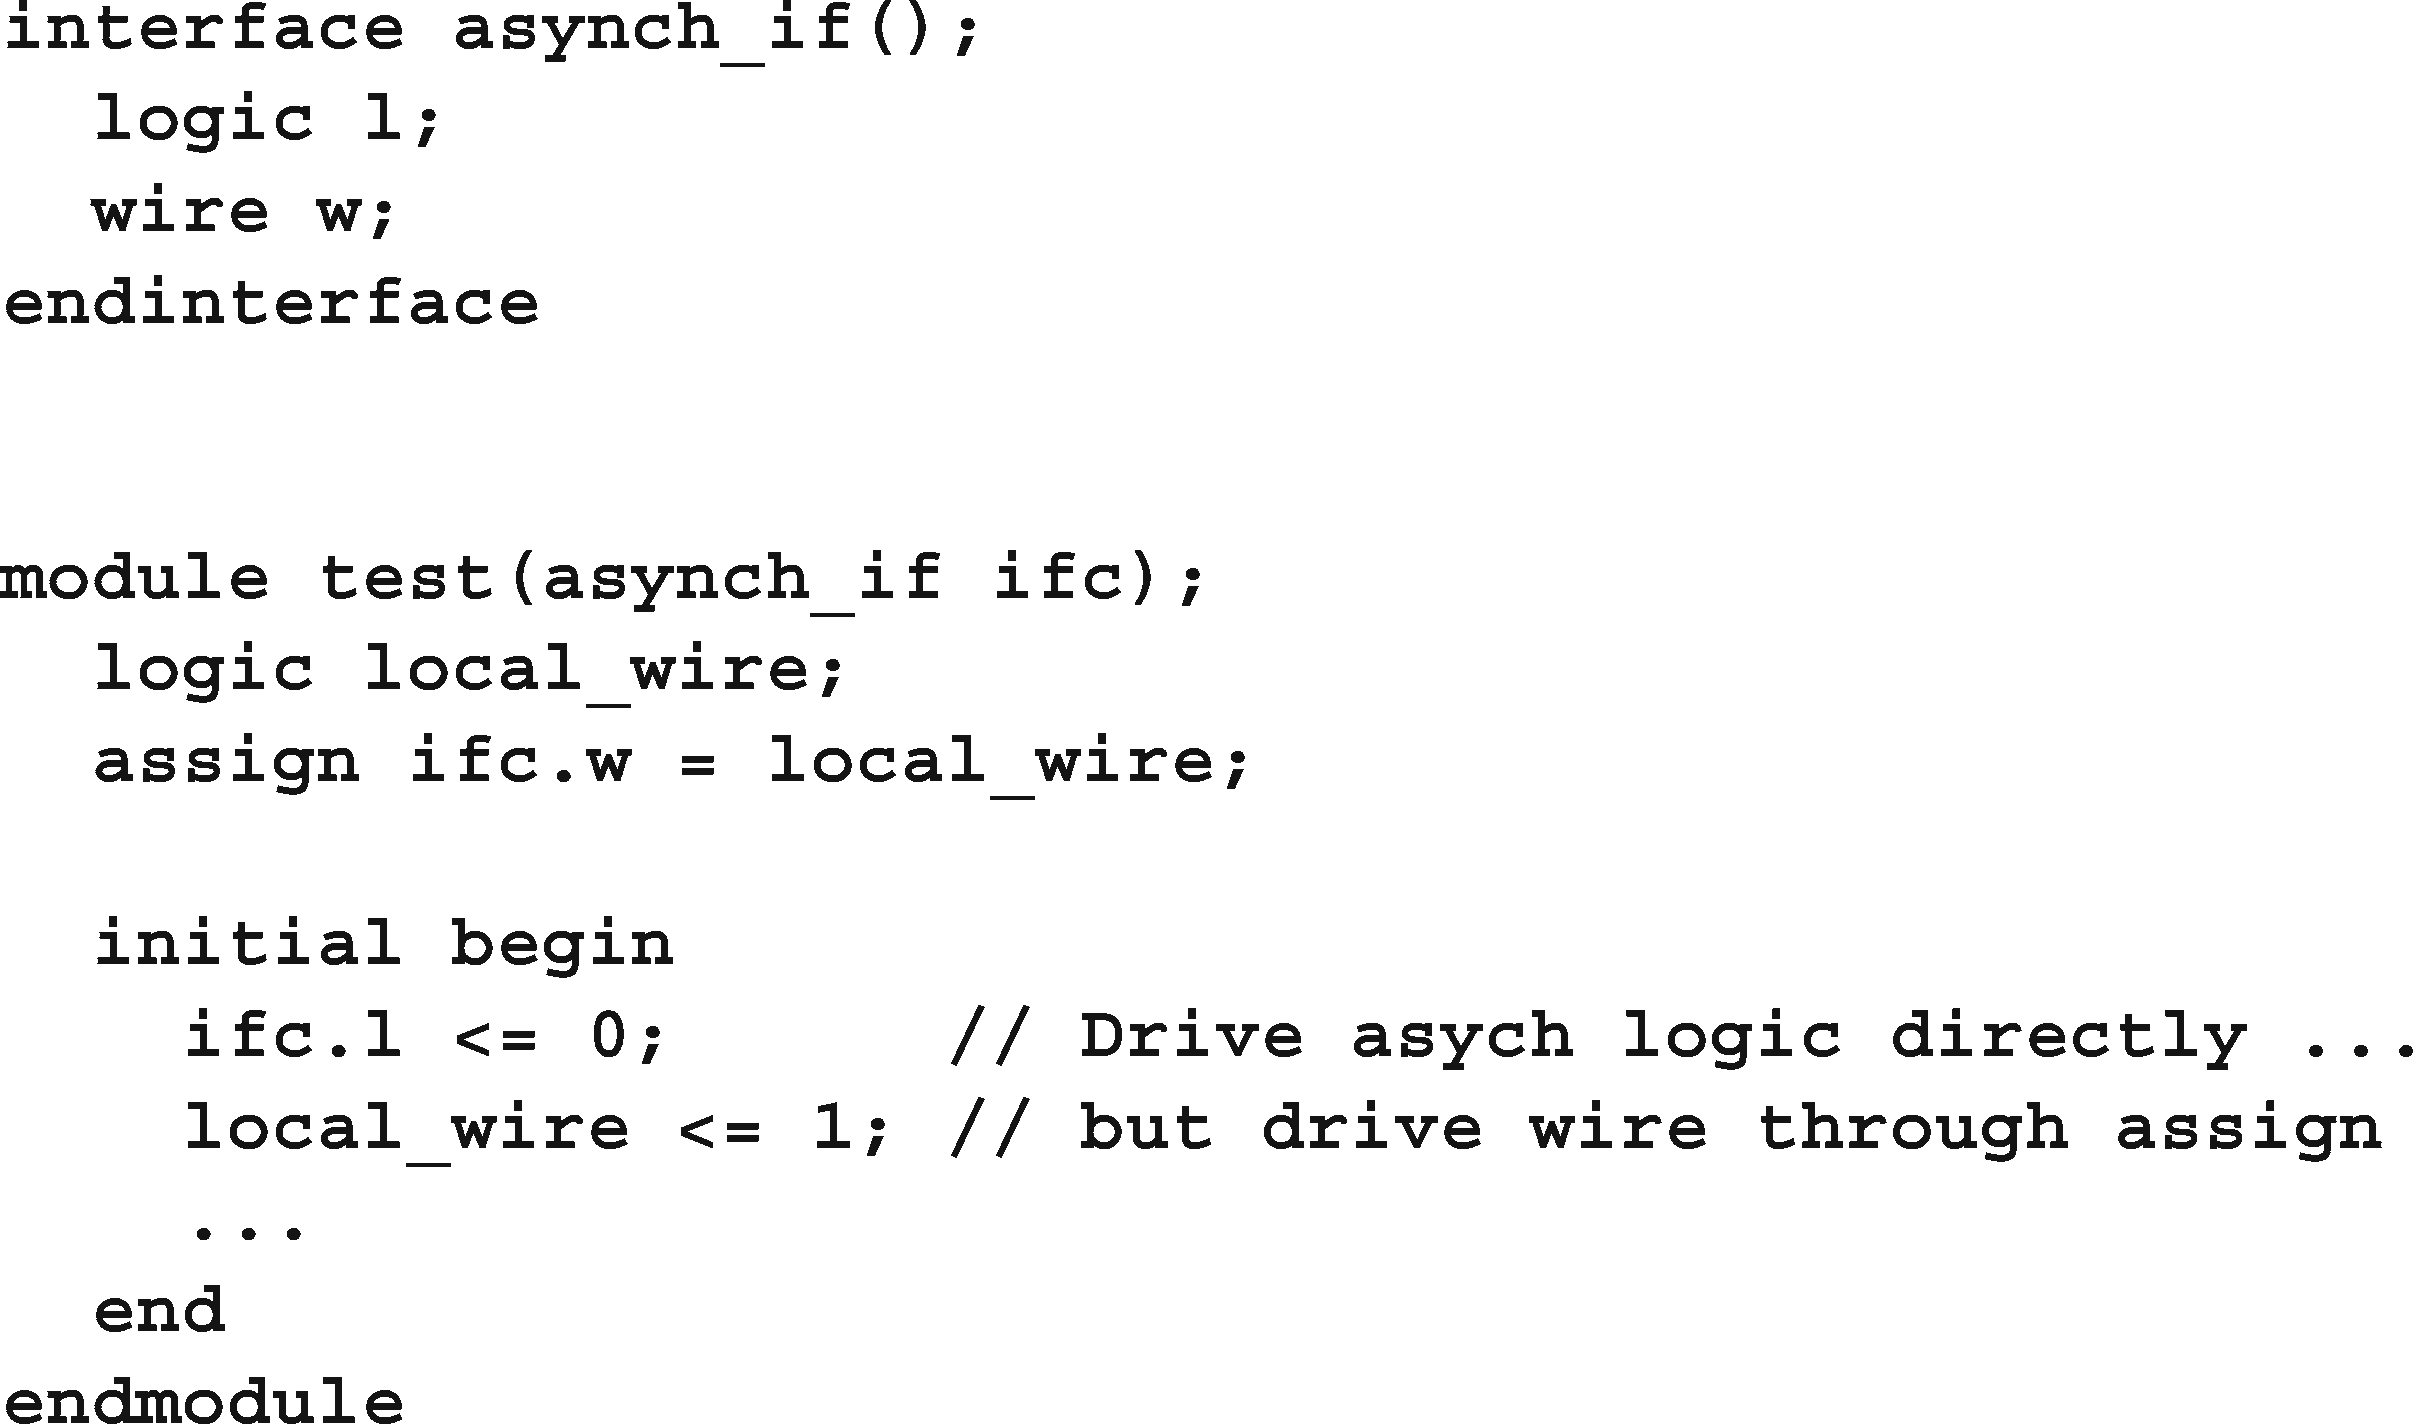 interface asynch_if();
  logic l;
  wire w;
endinterface
module test(asynch_if ifc);
  logic local_wire;
  assign ifc.w = local_wire;
  initial begin
    ifc.l <= 0;      // Drive asych logic directly ...
    local_wire <= 1; // but drive wire through assign
    ...
  end
endmodule